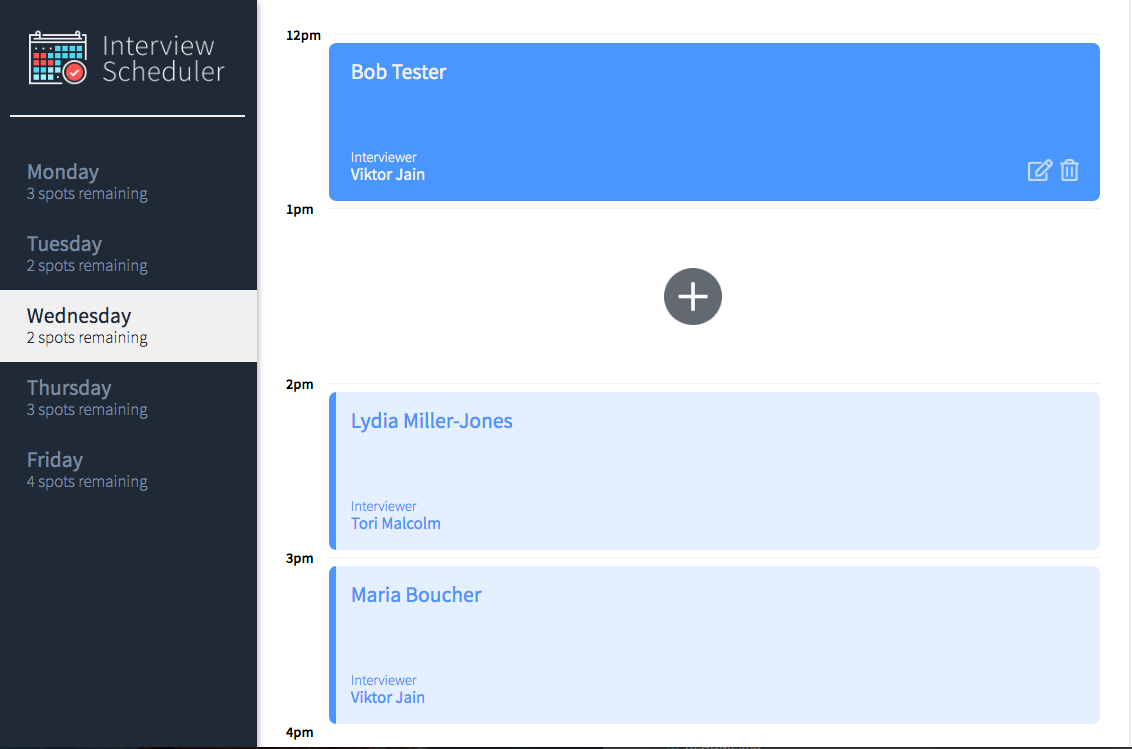 Interview
Scheduler
Monday
3 spots remaining
Tuesday
2 spots remaining
Wednesday
2 spots remaining
Thursday
3 spots remaining
Friday
4 spots remaining
12pm
Bob Tester
Interviewer
Viktor Jain
1pm
2pm
Lydia Miller-Jones
Interviewer
Tori Malcolm
3pm
Maria Boucher
Interviewer
Viktor Jain
4pm